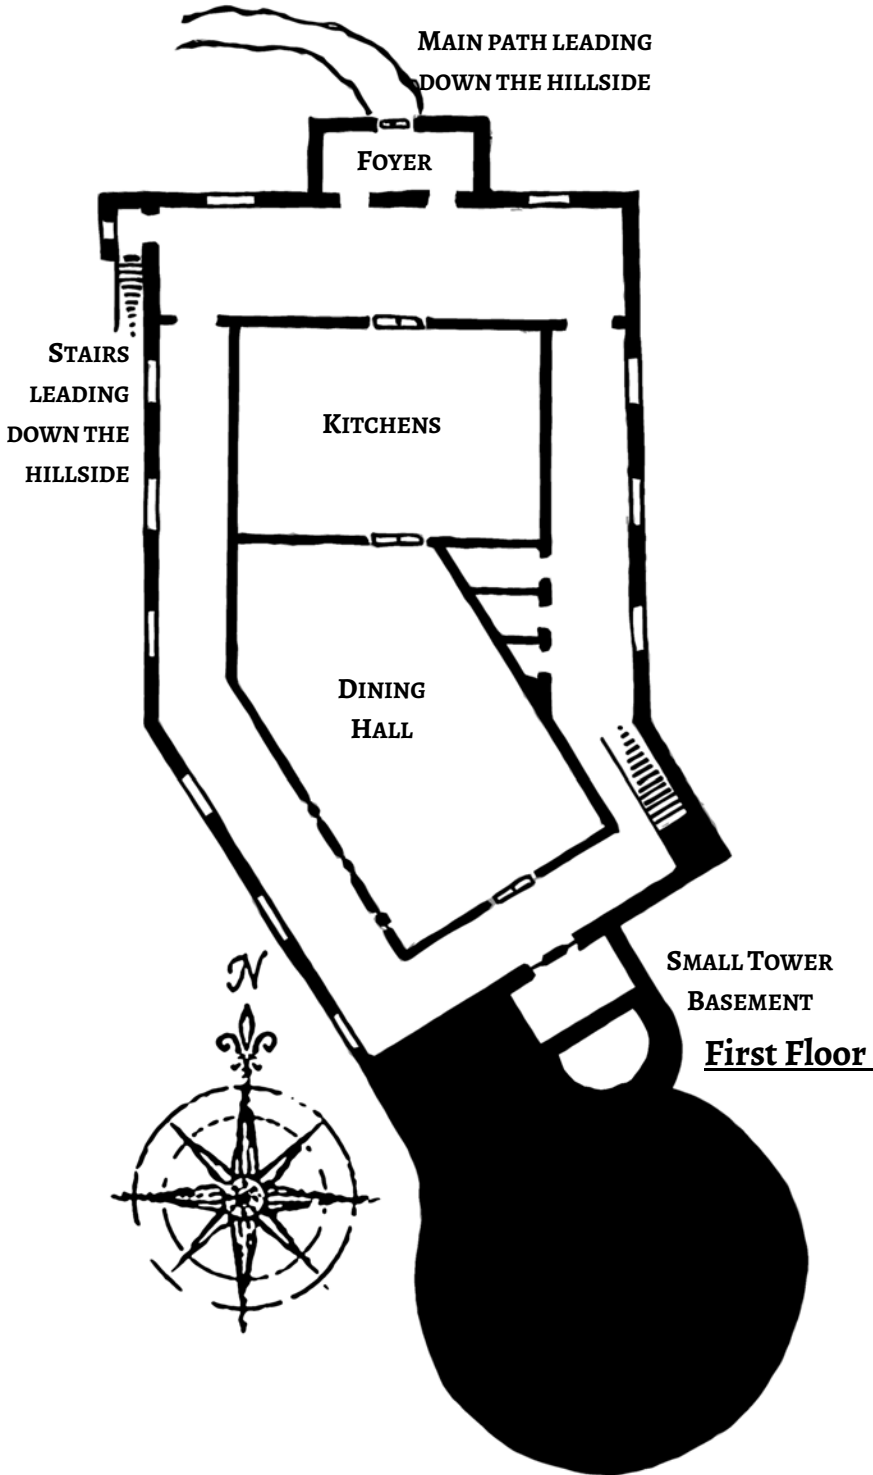 Main path leading
down the hillside
Foyer
Stairs
leading
down the
hillside
Kitchens
Dining
Hall
N
Small Tower
Basement
First Floor